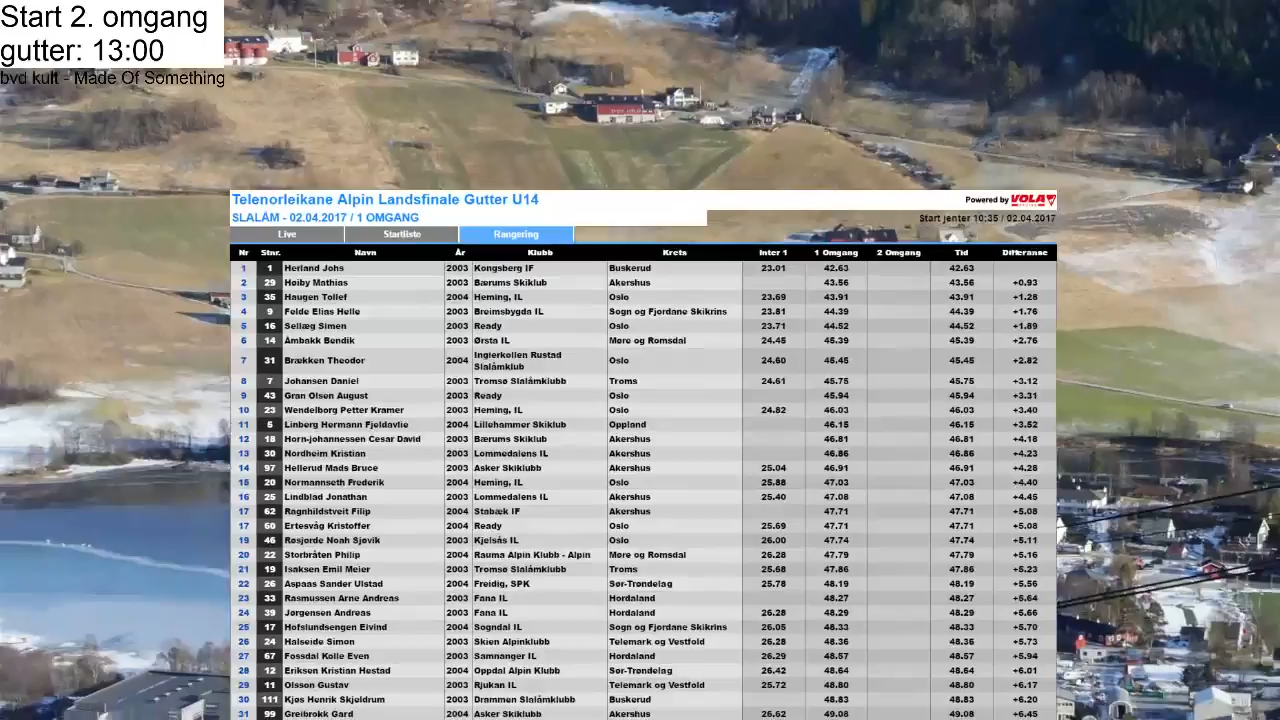 Start 2. omgang
gutter: 13:00
bvd kult - Made Of Something
Telenorleikane Alpin Landsfinale Gutter U14
Powered by VOLA
SLALÅM - 02.04.2017 / 1 OMGANG
Start jenter 10:35 / 02.04.2017
Live Startliste Rangering
Nr Stnr. Navn År Klubb Krets Inter 1 1 Omgang 2 Omgang Tid Differanse
1 1 Herland Johs 2003 Kongsberg IF Buskerud 23.01 42.63 42.63
2 29 Høiby Mathias 2003 Bærums Skiklub Akershus 43.56 43.56 +0.93
3 35 Haugen Tollef 2004 Heming, IL Oslo 23.69 43.91 43.91 +1.28
4 9 Felde Elias Helle 2003 Breimsbygda IL Sogn og Fjordane Skikrins 23.81 44.39 44.39 +1.76
5 16 Sellæg Simen 2003 Ready Oslo 23.71 44.52 44.52 +1.89
6 14 Åmbakk Bendik 2003 Ørsta IL Møre og Romsdal 24.45 45.39 45.39 +2.76
7 31 Brækken Theodor 2004 Ingierkollen Rustad Slalåmklub Oslo 24.60 45.45 45.45 +2.82
8 7 Johansen Daniel 2003 Tromsø Slalåmklubb Troms 24.61 45.75 45.75 +3.12
9 43 Gran Olsen August 2003 Ready Oslo 45.94 45.94 +3.31
10 23 Wendelborg Petter Kramer 2003 Heming, IL Oslo 24.82 46.03 46.03 +3.40
11 5 Linberg Hermann Fjeldavlie 2004 Lillehammer Skiklub Oppland 46.15 46.15 +3.52
12 18 Horn-johannessen Cesar David 2003 Bærums Skiklub Akershus 46.81 46.81 +4.18
13 30 Nordheim Kristian 2003 Lommedalens IL Akershus 46.86 46.86 +4.23
14 97 Hellerud Mads Bruce 2003 Asker Skiklubb Akershus 25.04 46.91 46.91 +4.28
15 20 Normannseth Frederik 2004 Heming, IL Oslo 25.88 47.03 47.03 +4.40
16 25 Lindblad Jonathan 2003 Lommedalens IL Akershus 25.40 47.08 47.08 +4.45
17 62 Ragnhildstveit Filip 2004 Stabæk IF Akershus 47.71 47.71 +5.08
17 60 Ertesvåg Kristoffer 2004 Ready Oslo 25.69 47.71 47.71 +5.08
19 46 Røsjorde Noah Sjøvik 2003 Kjelsås IL Oslo 26.00 47.74 47.74 +5.11
20 22 Storbråten Philip 2004 Rauma Alpin Klubb - Alpin Møre og Romsdal 26.28 47.79 47.79 +5.16
21 19 Isaksen Emil Meier 2003 Tromsø Slalåmklubb Troms 25.68 47.86 47.86 +5.23
22 26 Aspaas Sander Ulstad 2004 Freidig, SPK Sør-Trøndelag 25.78 48.19 48.19 +5.56
23 33 Rasmussen Arne Andreas 2003 Fana IL Hordaland 48.27 48.27 +5.64
24 39 Jørgensen Andreas 2003 Fana IL Hordaland 26.28 48.29 48.29 +5.66
25 17 Hofslundsengen Eivind 2004 Sogndal IL Sogn og Fjordane Skikrins 26.05 48.33 48.33 +5.70
26 24 Halseide Simon 2003 Skien Alpinklubb Telemark og Vestfold 26.28 48.36 48.36 +5.73
27 67 Fossdal Kolle Even 2003 Samnanger IL Hordaland 26.29 48.57 48.57 +5.94
28 12 Eriksen Kristian Hestad 2004 Oppdal Alpin Klubb Sør-Trøndelag 26.42 48.64 48.64 +6.01
29 11 Olsson Gustav 2003 Rjukan IL Telemark og Vestfold 25.72 48.80 48.80 +6.17
30 111 Kjøs Henrik Skjeldrum 2003 Drammen Slalåmklubb Buskerud 48.83 48.83 +6.20
31 99 Greibrokk Gard 2004 Asker Skiklubb Akershus 26.62 49.08 49.08 +6.45